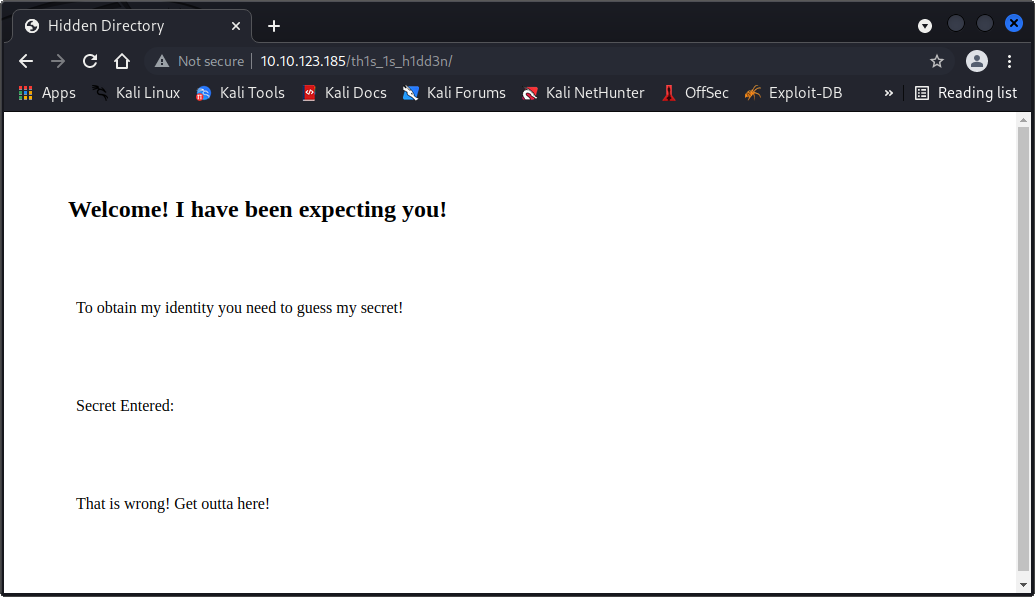 Hidden Directory
Not secure 10.10.123.185/th1s_1s_h1dd3n/
Apps Kali Linux Kali Tools Kali Docs Kali Forums Kali NetHunter OffSec Exploit-DB » Reading list
Welcome! I have been expecting you!
To obtain my identity you need to guess my secret!
Secret Entered:
That is wrong! Get outta here!